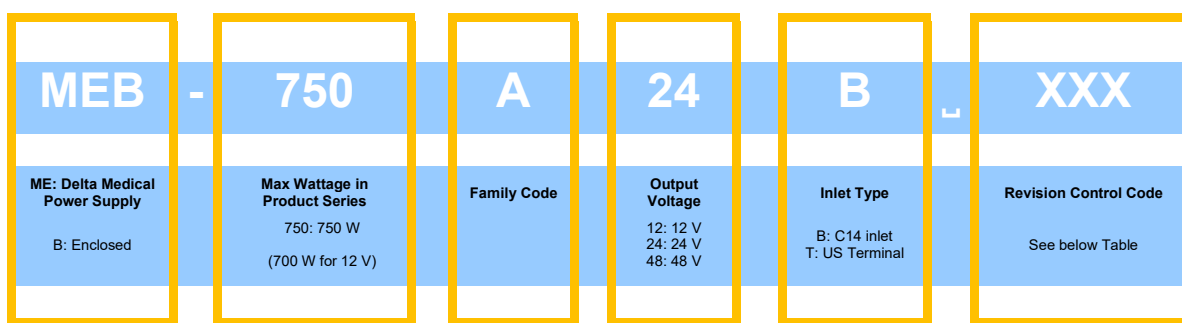 MEB - 750 A 24 B ⎵ XXX
ME: Delta Medical
Power Supply
B: Enclosed
Max Wattage in
Product Series
750: 750 W
(700 W for 12 V)
Family Code
Output
Voltage
12: 12 V
24: 24 V
48: 48 V
Inlet Type
B: C14 inlet
T: US Terminal
Revision Control Code
See below Table